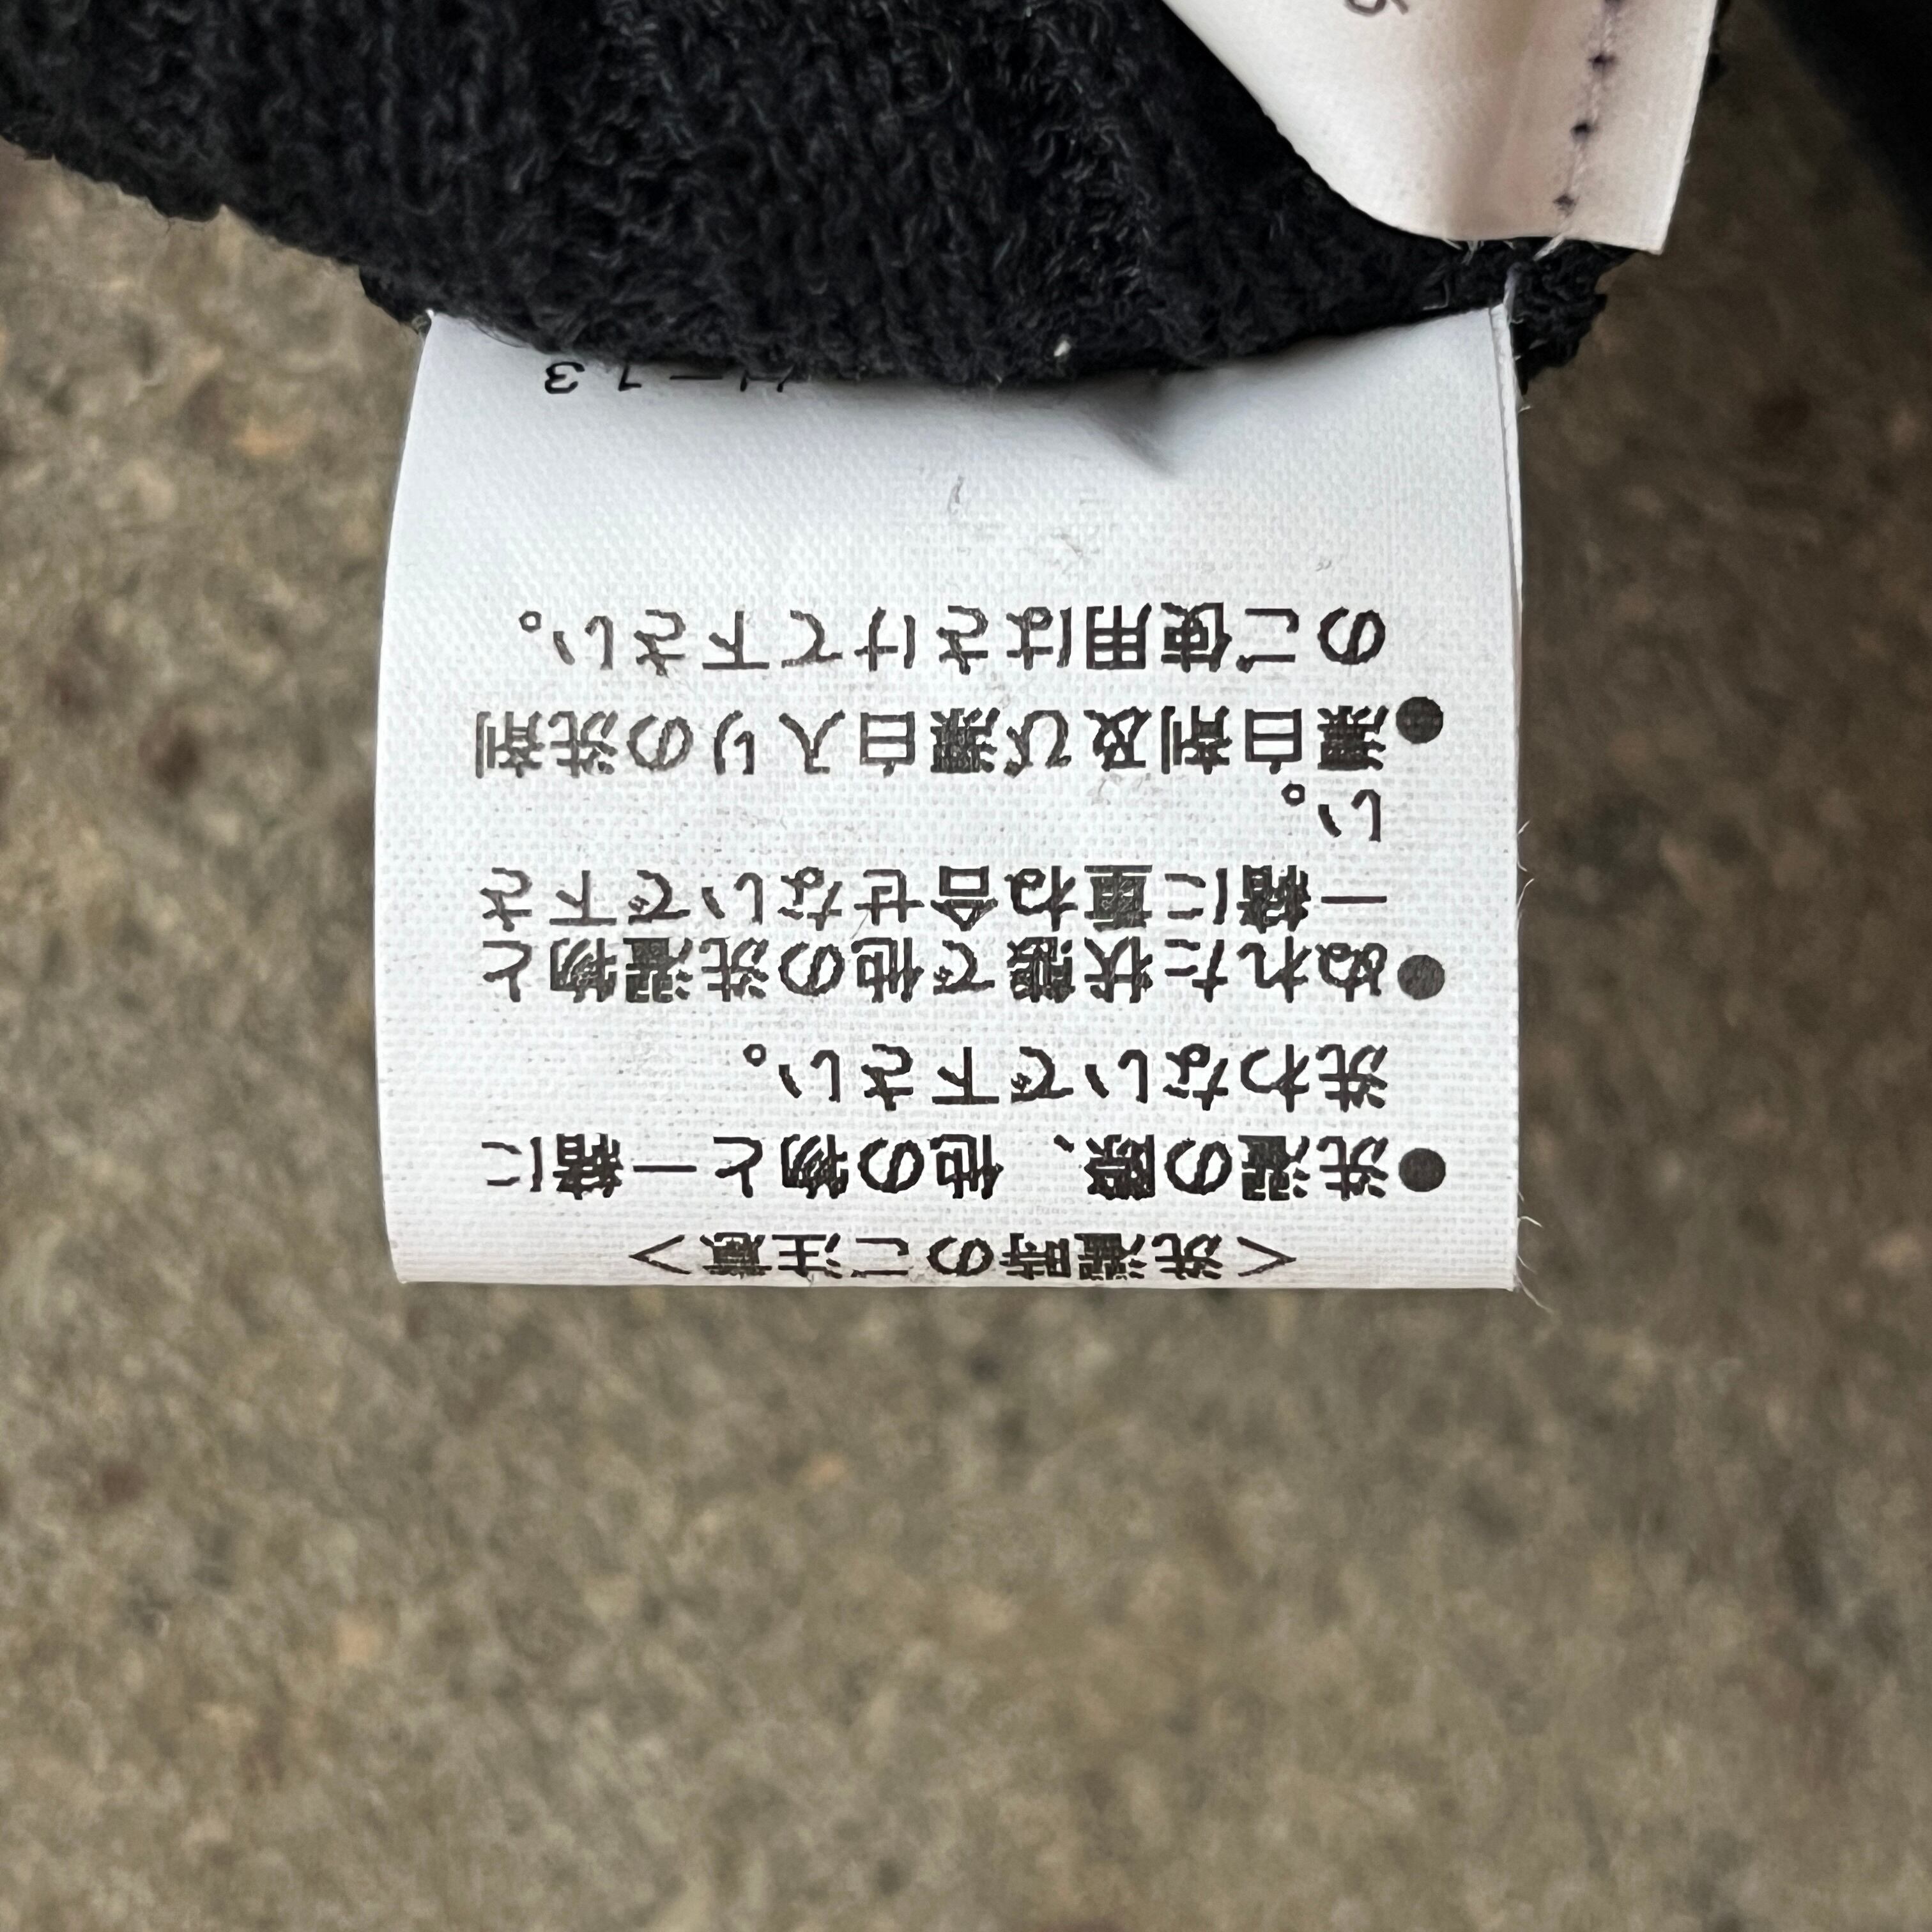 <洗濯時のご注意>
●洗濯の際、他の物と一緒に
洗わないで下さい。
●ぬれた状態で他の洗濯物と
一緒に重ね合せないで下さ
い。
●漂白剤及び漂白入りの洗剤
のご使用はさけて下さい。
-13